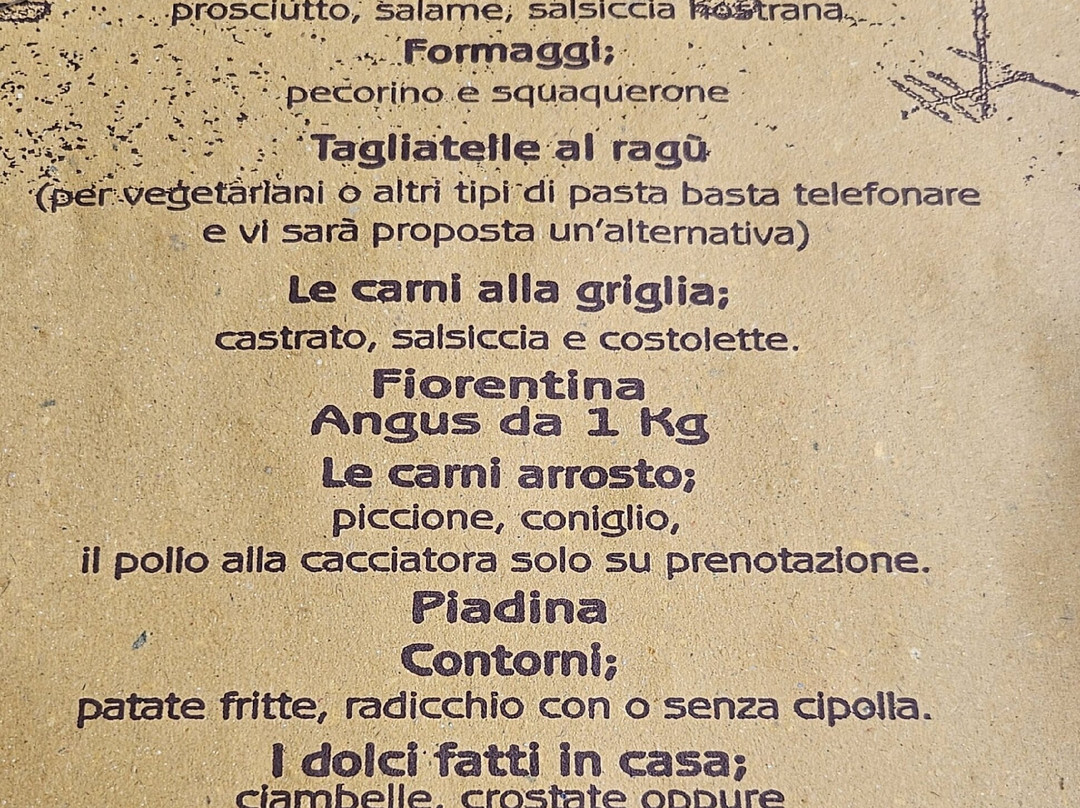 prosciutto, salame, salsiccia nostrana
Formaggi;
pecorino e squaquerone
Tagliatelle al ragù
(per vegetariani o altri tipi di pasta basta telefonare
e vi sarà proposta un'alternativa)
Le carni alla griglia;
castrato, salsiccia e costolette.
Fiorentina
Angus da 1 Kg
Le carni arrosto;
piccione, coniglio,
il pollo alla cacciatora solo su prenotazione.
Piadina
Contorni;
patate fritte, radicchio con o senza cipolla.
I dolci fatti in casa;
ciambelle, crostate oppure